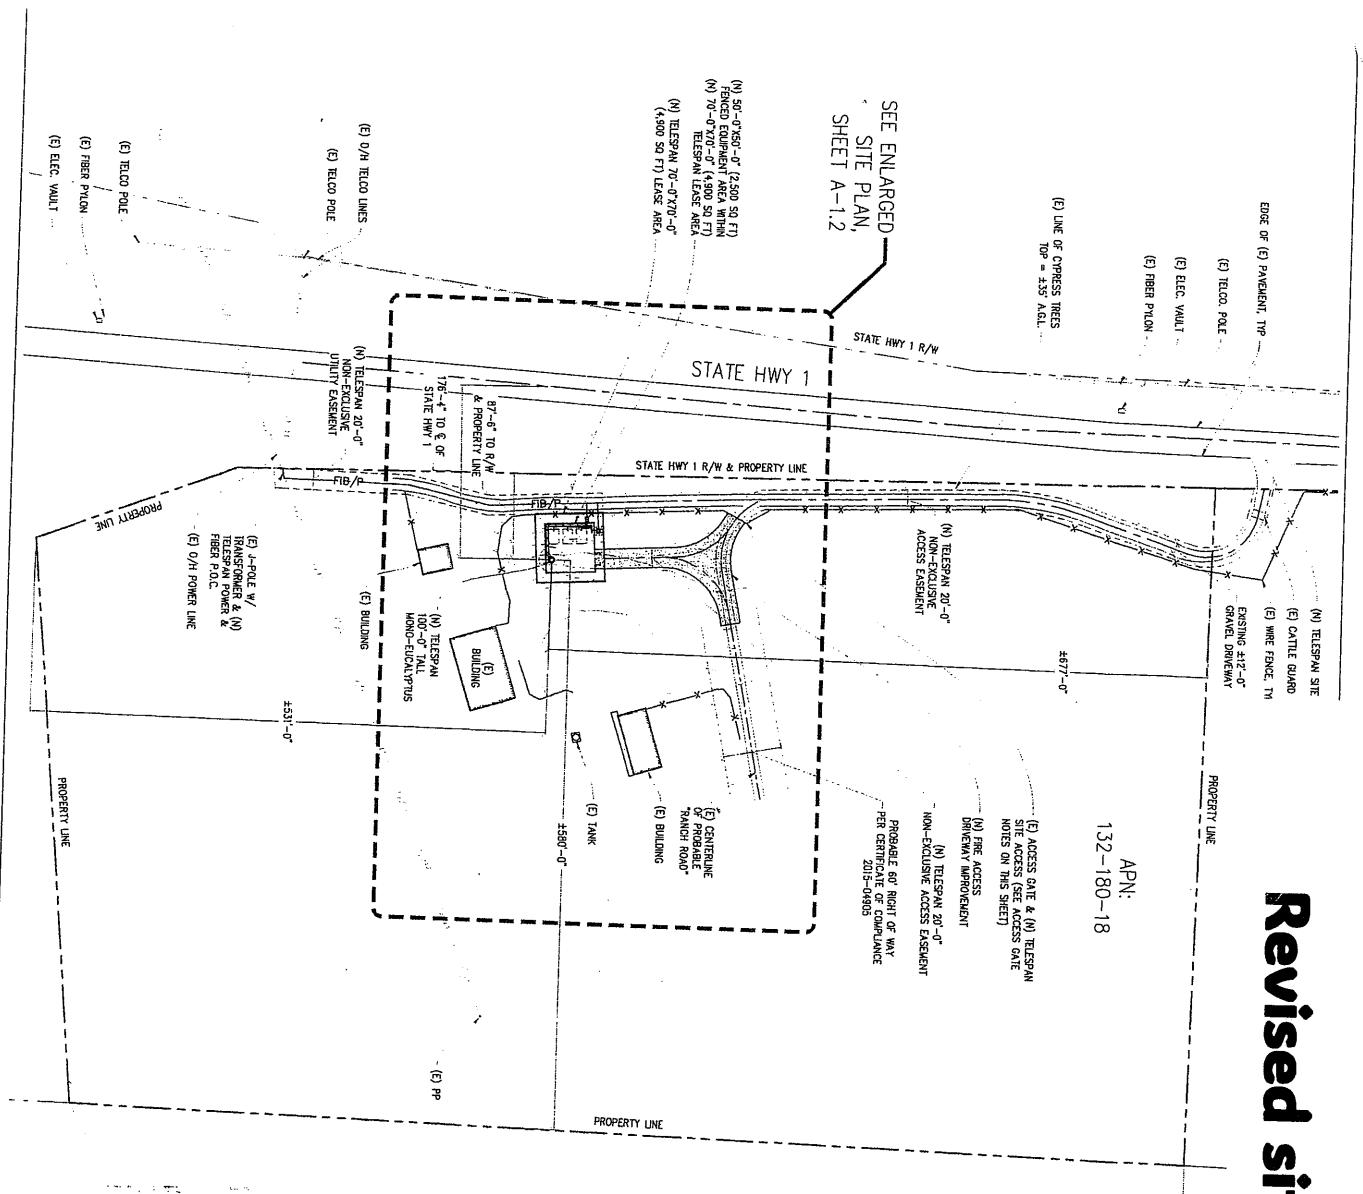 SEE ENLARGED
SITE PLAN,
SHEET A-1.2
(N) 50'-0"X50'-0" (2,500 SQ FT)
FENCED EQUIPMENT AREA WITHIN
(N) 70'-0"X70'-0" (4,900 SQ FT)
TELESPAN LEASE AREA
(N) TELESPAN 70'-0"X70'-0"
(4,900 SQ FT) LEASE AREA
(E) O/H TELCO LINES
(E) TELCO POLE
(E) TELCO POLE
(E) FIBER PYLON
(E) ELEC. VAULT
EDGE OF (E) PAVEMENT, TYP
(E) TELCO. POLE
(E) ELEC. VAULT
(E) FIBER PYLON
(E) LINE OF CYPRESS TREES
TOP = ±35' A.G.L.
STATE HWY 1 R/W
STATE HWY 1
STATE HWY 1 R/W & PROPERTY LINE
87'-6" TO R/W
& PROPERTY LINE
176'-4" TO ℄ OF
STATE HWY 1
(N) TELESPAN 20'-0"
NON-EXCLUSIVE
UTILITY EASEMENT
FIB/P
FIB/P
(N) TELESPAN SITE
(E) CATTLE GUARD
(E) WIRE FENCE, TY
EXISTING ±12'-0"
GRAVEL DRIVEWAY
(N) TELESPAN 20'-0"
NON-EXCLUSIVE
ACCESS EASEMENT
±677'-0"
(N) TELESPAN
100'-0" TALL
MONO-EUCALYPTUS
(E)
BUILDING
(E) BUILDING
PROPERTY LINE
(E) J-POLE W/
TRANSFORMER & (N)
TELESPAN POWER &
FIBER P.O.C.
(E) O/H POWER LINE
±531'-0"
APN:
132-180-18
(E) ACCESS GATE & (N) TELESPAN
SITE ACCESS (SEE ACCESS GATE
NOTES ON THIS SHEET)
(N) FIRE ACCESS
DRIVEWAY IMPROVEMENT
(N) TELESPAN 20'-0"
NON-EXCLUSIVE ACCESS EASEMENT
PROBABLE 60' RIGHT OF WAY
PER CERTIFICATE OF COMPLIANCE
2015-04905
(E) CENTERLINE
OF PROBABLE
"RANCH ROAD"
(E) BUILDING
(E) TANK
±580'-0"
PROPERTY LINE
PROPERTY LINE
(E) PP
PROPERTY LINE
Revised si